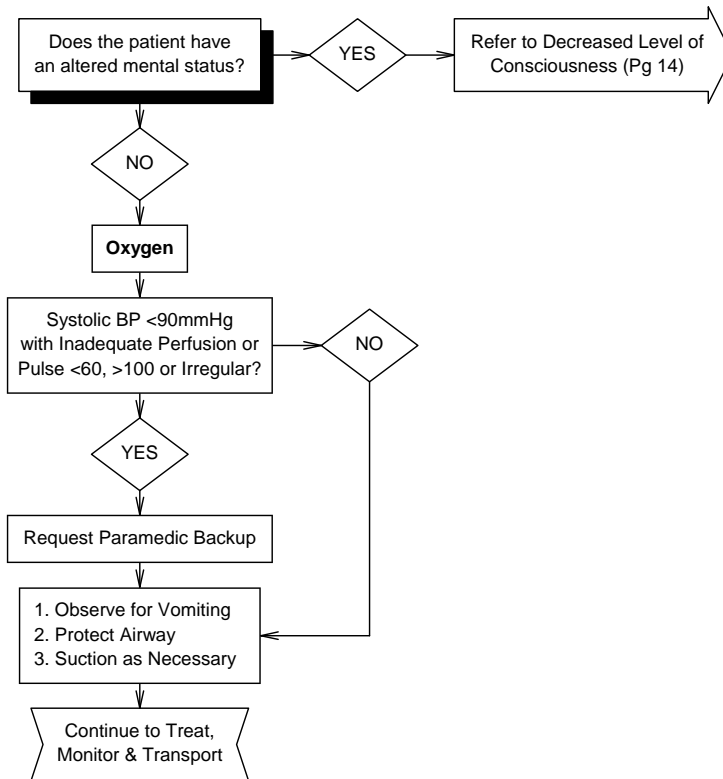 Does the patient have
an altered mental status?
YES
Refer to Decreased Level of
Consciousness (Pg 14)
NO
Oxygen
Systolic BP <90mmHg
with Inadequate Perfusion or
Pulse <60, >100 or Irregular?
NO
YES
Request Paramedic Backup
1. Observe for Vomiting
2. Protect Airway
3. Suction as Necessary
Continue to Treat,
Monitor & Transport